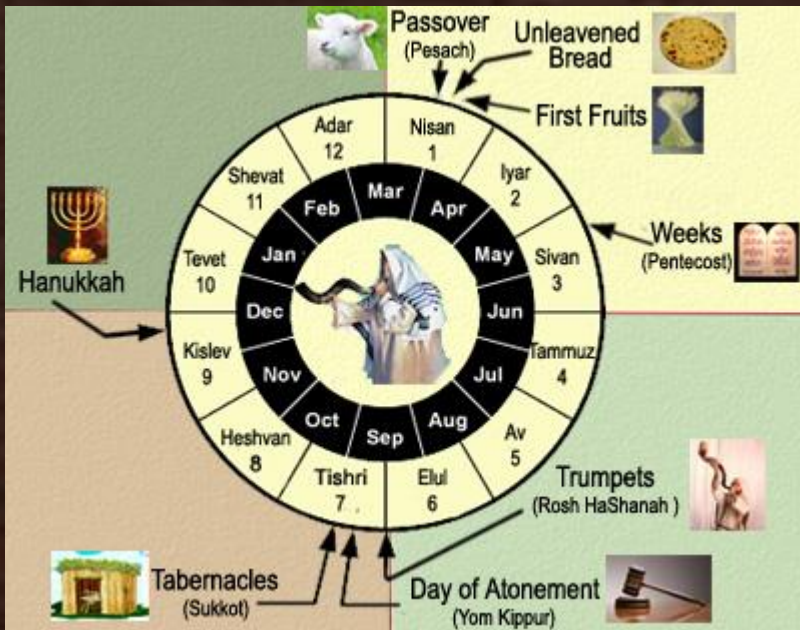 Passover
(Pesach)
Unleavened
Bread
First Fruits
Weeks
(Pentecost)
Trumpets
(Rosh HaShanah )
Day of Atonement
(Yom Kippur)
Tabernacles
(Sukkot)
Hanukkah
Nisan
1
Iyar
2
Sivan
3
Tammuz
4
Av
5
Elul
6
Tishri
7
Heshvan
8
Kislev
9
Tevet
10
Shevat
11
Adar
12
Mar
Apr
May
Jun
Jul
Aug
Sep
Oct
Nov
Dec
Jan
Feb